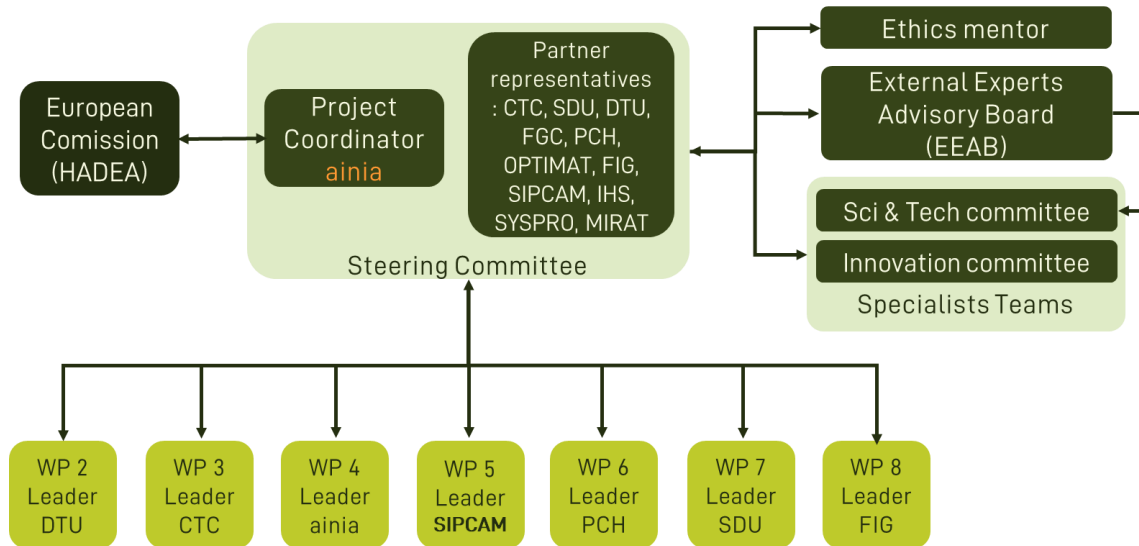 European
Comission
(HADEA)
Project
Coordinator
ainia
Partner
representatives
: CTC, SDU, DTU,
FGC, PCH,
OPTIMAT, FIG,
SIPCAM, IHS,
SYSPRO, MIRAT
Steering Committee
Ethics mentor
External Experts
Advisory Board
(EEAB)
Sci & Tech committee
Innovation committee
Specialists Teams
WP 2
Leader
DTU
WP 3
Leader
CTC
WP 4
Leader
ainia
WP 5
Leader
SIPCAM
WP 6
Leader
PCH
WP 7
Leader
SDU
WP 8
Leader
FIG